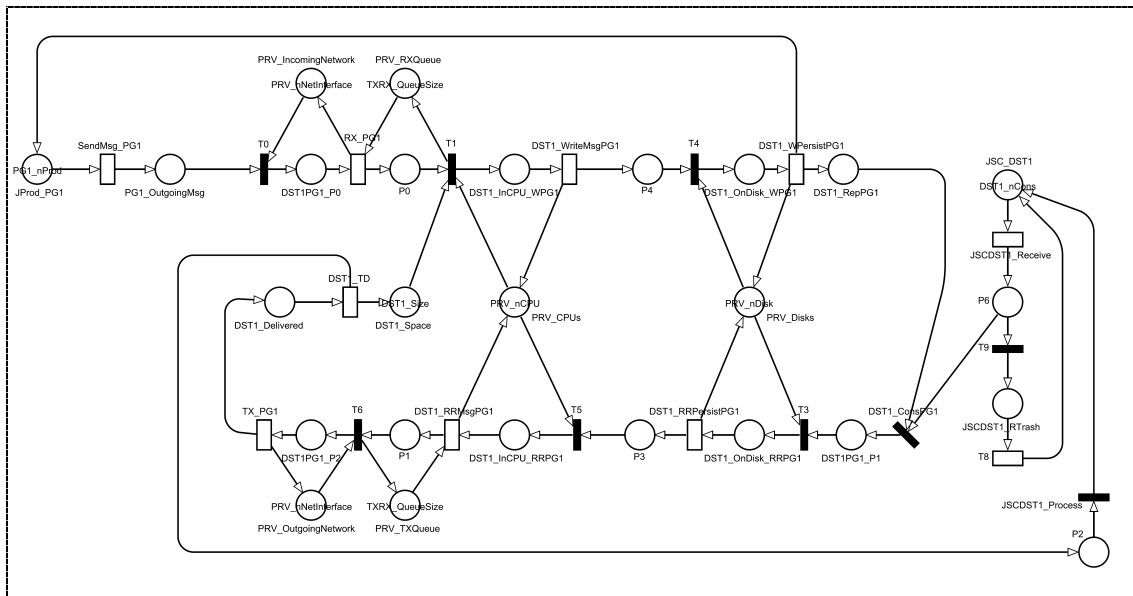 PRV_IncomingNetwork
PRV_RXQueue
PRV_nNetInterface
TXRX_QueueSize
SendMsg_PG1
T0
RX_PG1
T1
DST1_WriteMsgPG1
T4
DST1_WPersistPG1
JSC_DST1
PG1_nProd
JProd_PG1
PG1_OutgoingMsg
DST1PG1_P0
P0
DST1_InCPU_WPG1
P4
DST1_OnDisk_WPG1
DST1_RepPG1
DST1_nCons
JSCDST1_Receive
DST1_TD
DST1_Delivered
DST1_Size
DST1_Space
PRV_nCPU
PRV_CPUs
PRV_nDisk
PRV_Disks
P6
T9
TX_PG1
T6
DST1_RRMsgPG1
T5
DST1_RRPersistPG1
T3
DST1_ConsPG1
JSCDST1_RTrash
DST1PG1_P2
P1
DST1_InCPU_RRPG1
P3
DST1_OnDisk_RRPG1
DST1PG1_P1
T8
PRV_nNetInterface
TXRX_QueueSize
JSCDST1_Process
PRV_OutgoingNetwork
PRV_TXQueue
P2